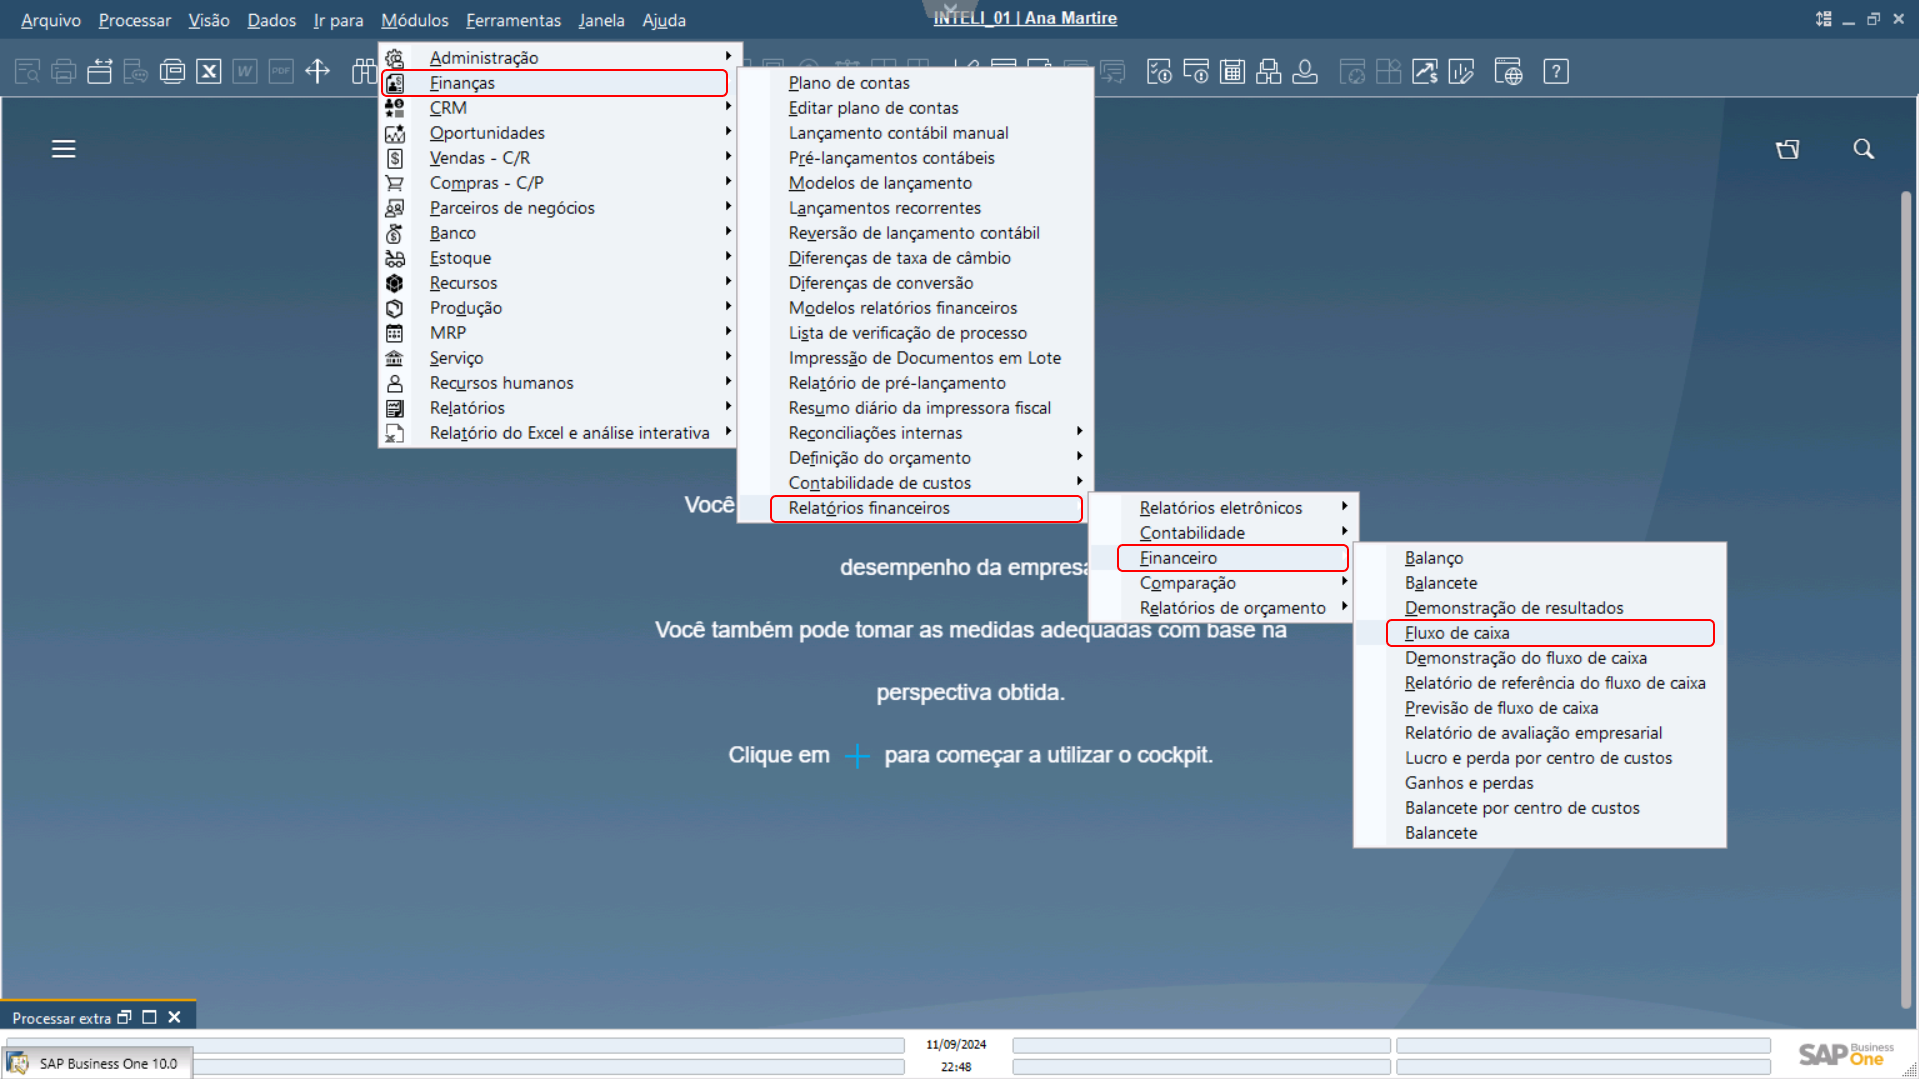 Arquivo Processar Visão Dados Ir para Módulos Ferramentas Janela Ajuda
INTELI_01 | Ana Martire
Administração
Finanças
CRM
Oportunidades
Vendas - C/R
Compras - C/P
Parceiros de negócios
Banco
Estoque
Recursos
Produção
MRP
Serviço
Recursos humanos
Relatórios
Relatório do Excel e análise interativa
Plano de contas
Editar plano de contas
Lançamento contábil manual
Pré-lançamentos contábeis
Modelos de lançamento
Lançamentos recorrentes
Reversão de lançamento contábil
Diferenças de taxa de câmbio
Diferenças de conversão
Modelos relatórios financeiros
Lista de verificação de processo
Impressão de Documentos em Lote
Relatório de pré-lançamento
Resumo diário da impressora fiscal
Reconciliações internas
Definição do orçamento
Contabilidade de custos
Relatórios financeiros
Relatórios eletrônicos
Contabilidade
Financeiro
Comparação
Relatórios de orçamento
Balanço
Balancete
Demonstração de resultados
Fluxo de caixa
Demonstração do fluxo de caixa
Relatório de referência do fluxo de caixa
Previsão de fluxo de caixa
Relatório de avaliação empresarial
Lucro e perda por centro de custos
Ganhos e perdas
Balancete por centro de custos
Balancete
Você
desempenho da empresa
Você também pode tomar as medidas adequadas com base na
perspectiva obtida.
Clique em + para começar a utilizar o cockpit.
Processar extra
SAP Business One 10.0
11/09/2024
22:48
SAP Business One